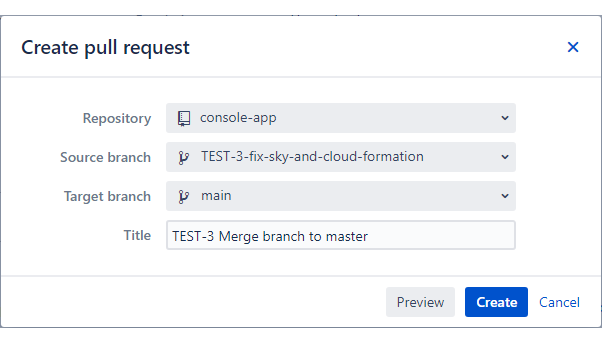 Create pull request
Repository console-app
Source branch TEST-3-fix-sky-and-cloud-formation
Target branch main
Title TEST-3 Merge branch to master
Preview Create Cancel